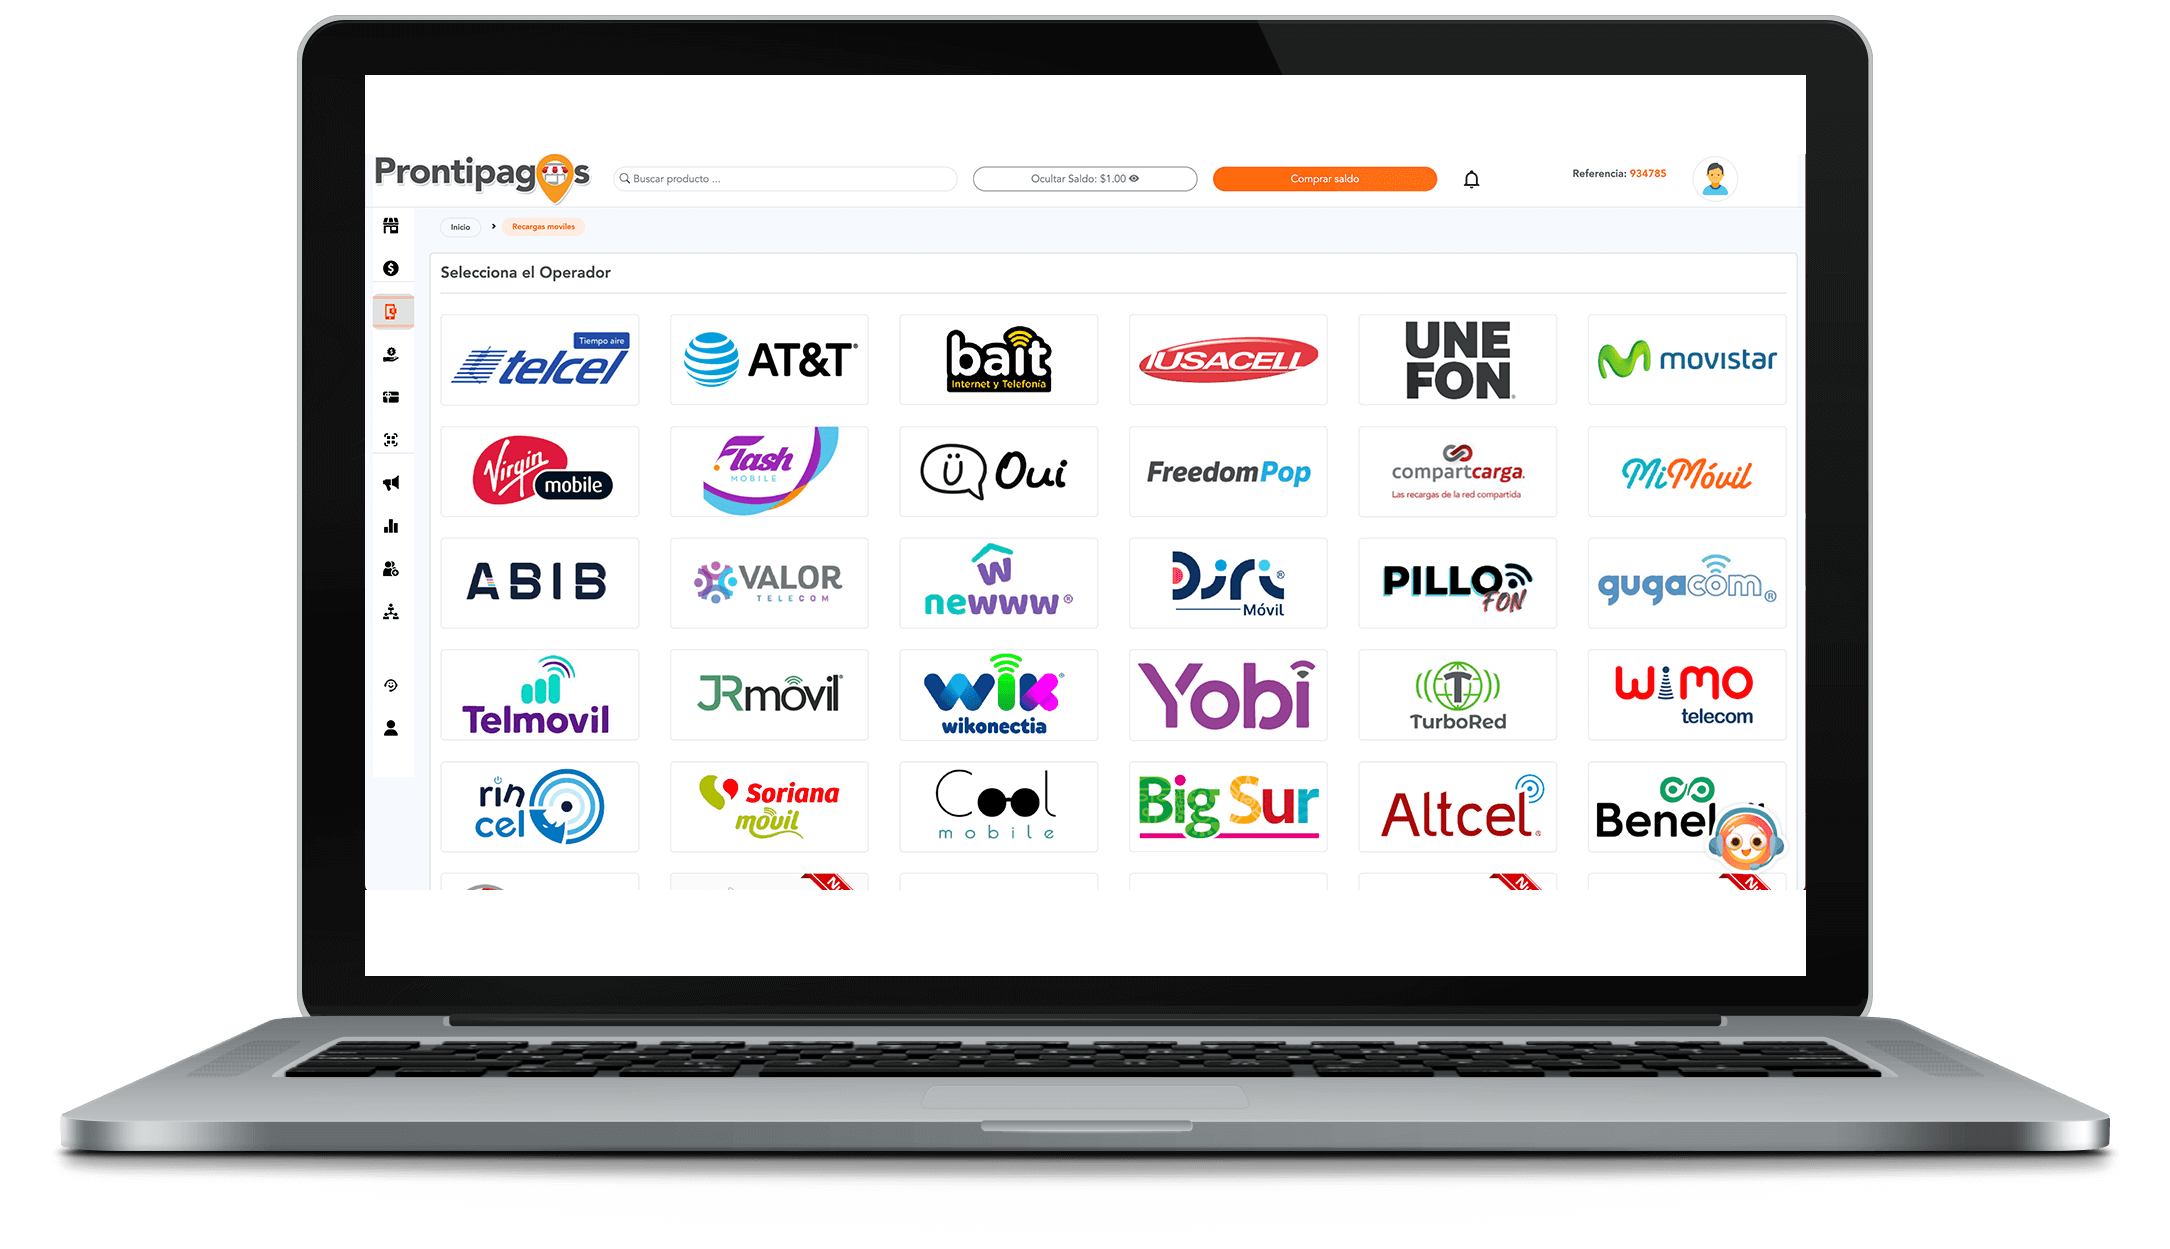 Prontipagos
Buscar producto ...
Ocultar Saldo: $1.00
Comprar saldo
Referencia: 934785
Inicio
Recargas moviles
Selecciona el Operador
Tiempo aire
telcel
AT&T
bait
Internet y Telefonía
IUSACELL
UNE
FON
movistar
Virgin
mobile
Flash
MOBILE
Ü Oui
FreedomPop
compartcarga.
Las recargas de la red compartida
MiMóvil
ABIB
VALOR
TELECOM
w
newww®
Diri®
Móvil
PILLO
FON
gugacom®
Telmovil
JRmóvil
wik
wikonectia
Yobi
T
TurboRed
wimo
telecom
rin
cel
Soriana
móvil
Cool
mobile
Big Sur
Altcel